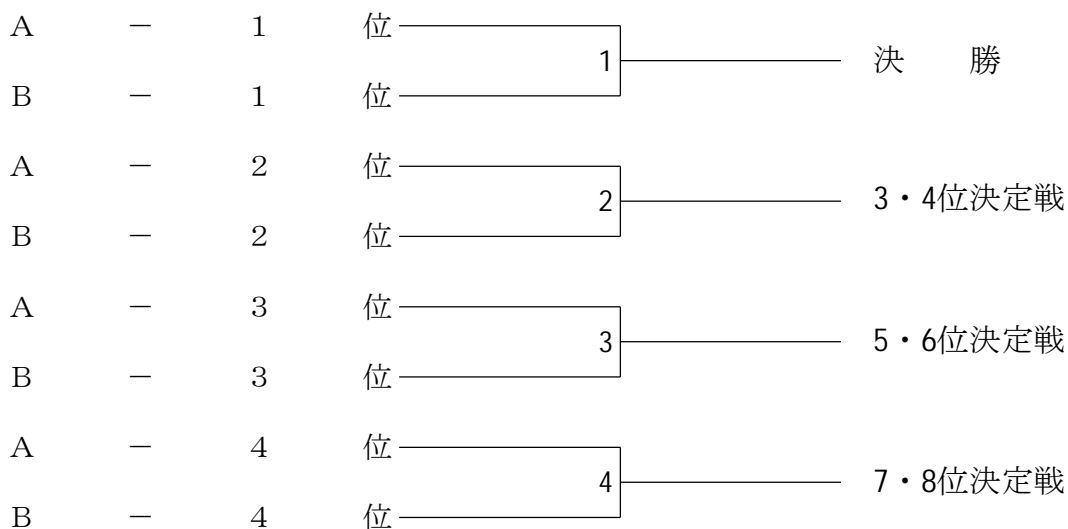 A － 1 位
1 決 勝
B － 1 位
A － 2 位
2 3・4位決定戦
B － 2 位
A － 3 位
3 5・6位決定戦
B － 3 位
A － 4 位
4 7・8位決定戦
B － 4 位